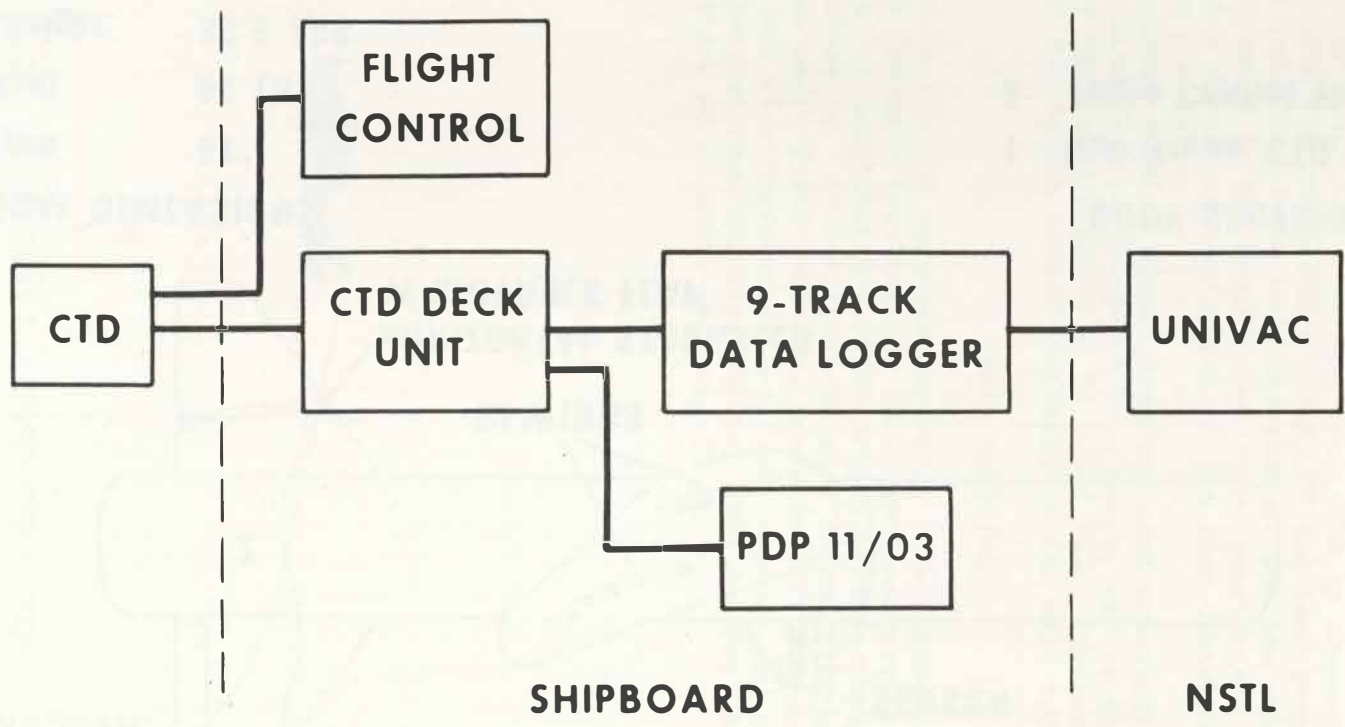 FLIGHT
CONTROL
CTD
CTD DECK
UNIT
9-TRACK
DATA LOGGER
UNIVAC
PDP 11/03
SHIPBOARD
NSTL